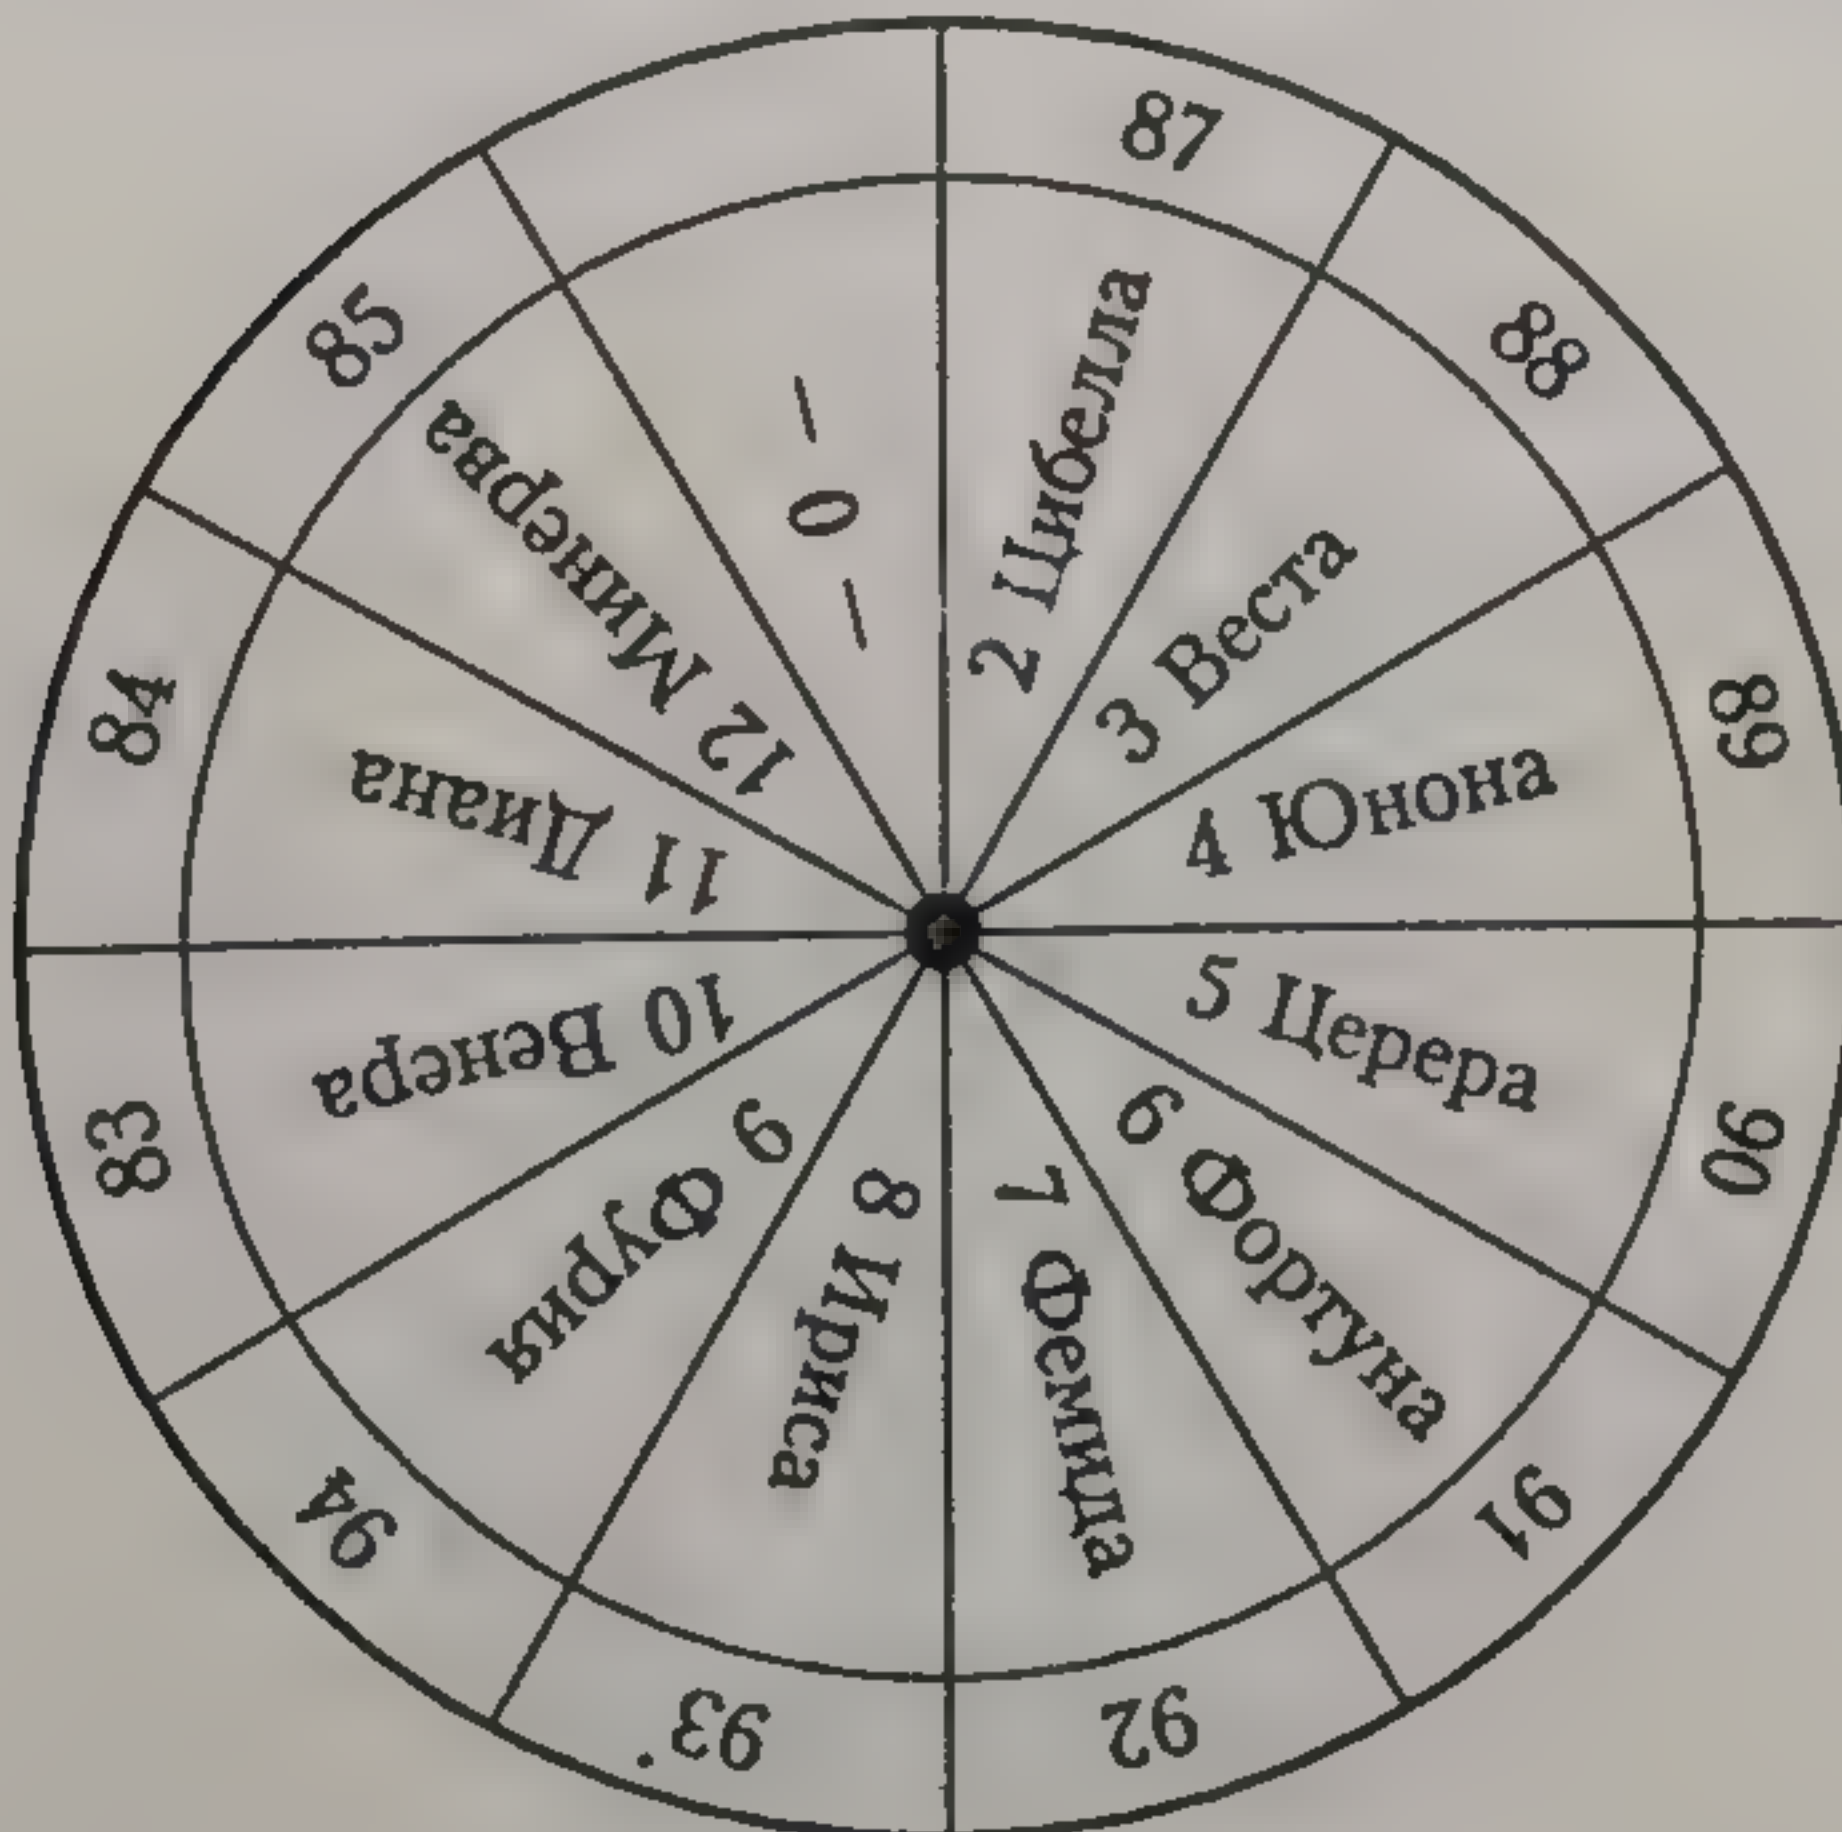 87
88
89
90
91
92
93.
94
83
84
85
– 0 –
2 Цибелла
3 Веста
4 Юнона
5 Церера
6 Фортуна
7 Фемида
8 Ириса
9 Фурия
10 Венера
11 Диана
12 Минерва